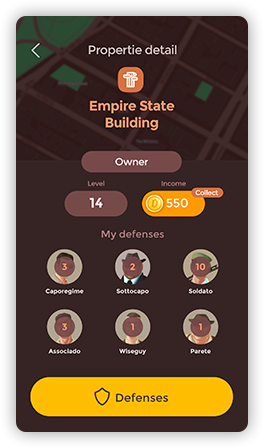 Propertie detail
Empire State
Building
Owner
Level
Income
Collect
14
550
My defenses
3
2
10
Caporegime
Sottocapo
Soldato
3
1
1
Associado
Wiseguy
Parete
Defenses